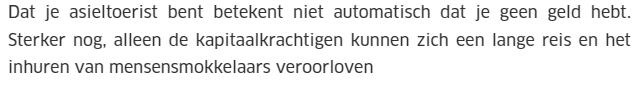 Dat je asieltoerist bent betekent niet automatisch dat je geen geld hebt.
Sterker nog, alleen de kapitaalkrachtigen kunnen zich een lange reis en het
inhuren van mensensmokkelaars veroorloven